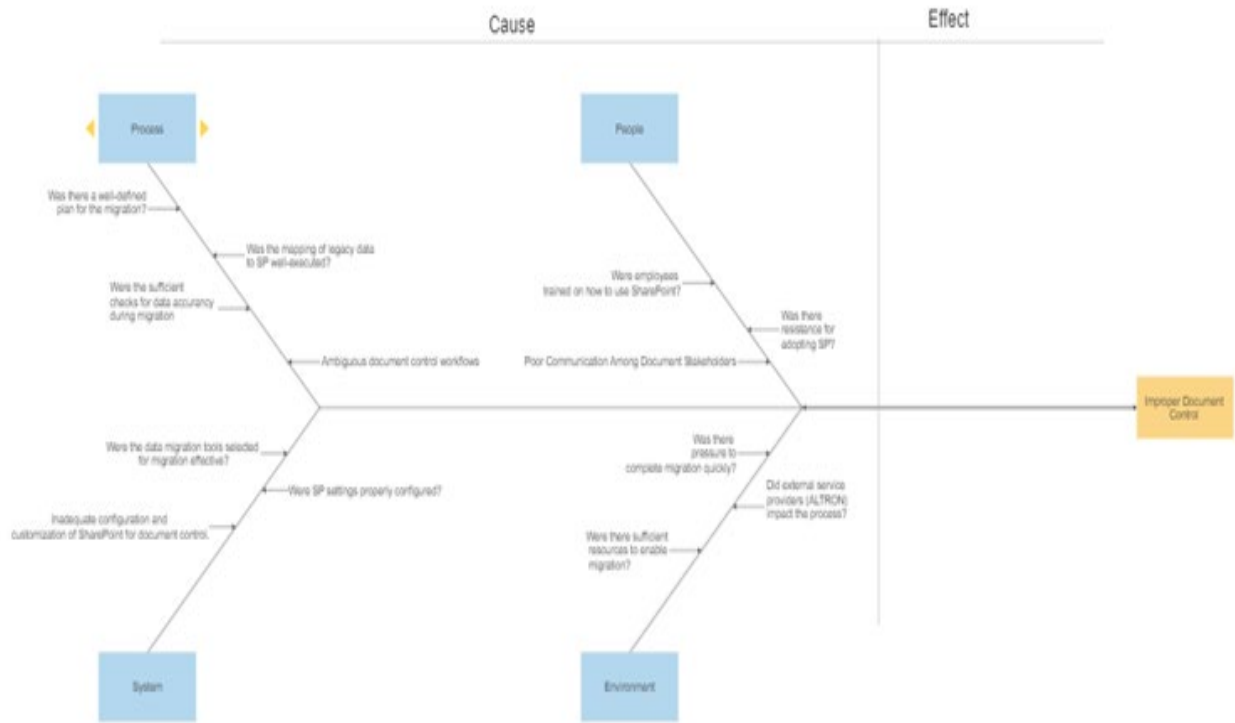 Cause
Effect
Process
People
Was there a well-defined
plan for the migration?
Was the mapping of legacy data
to SP well-executed?
Were the sufficient
checks for data accurancy
during migration
Ambiguous document control workflows
Were employees
trained on how to use SharePoint?
Was there
resistance for
adopting SP?
Poor Communication Among Document Stakeholders
Improper Document
Control
Were the data migration tools selected
for migration effective?
Were SP settings properly configured?
Inadequate configuration and
customization of SharePoint for document control.
Was there
pressure to
complete migration quickly?
Did external service
providers (ALTRON)
impact the process?
Were there sufficient
resources to enable
migration?
System
Environment